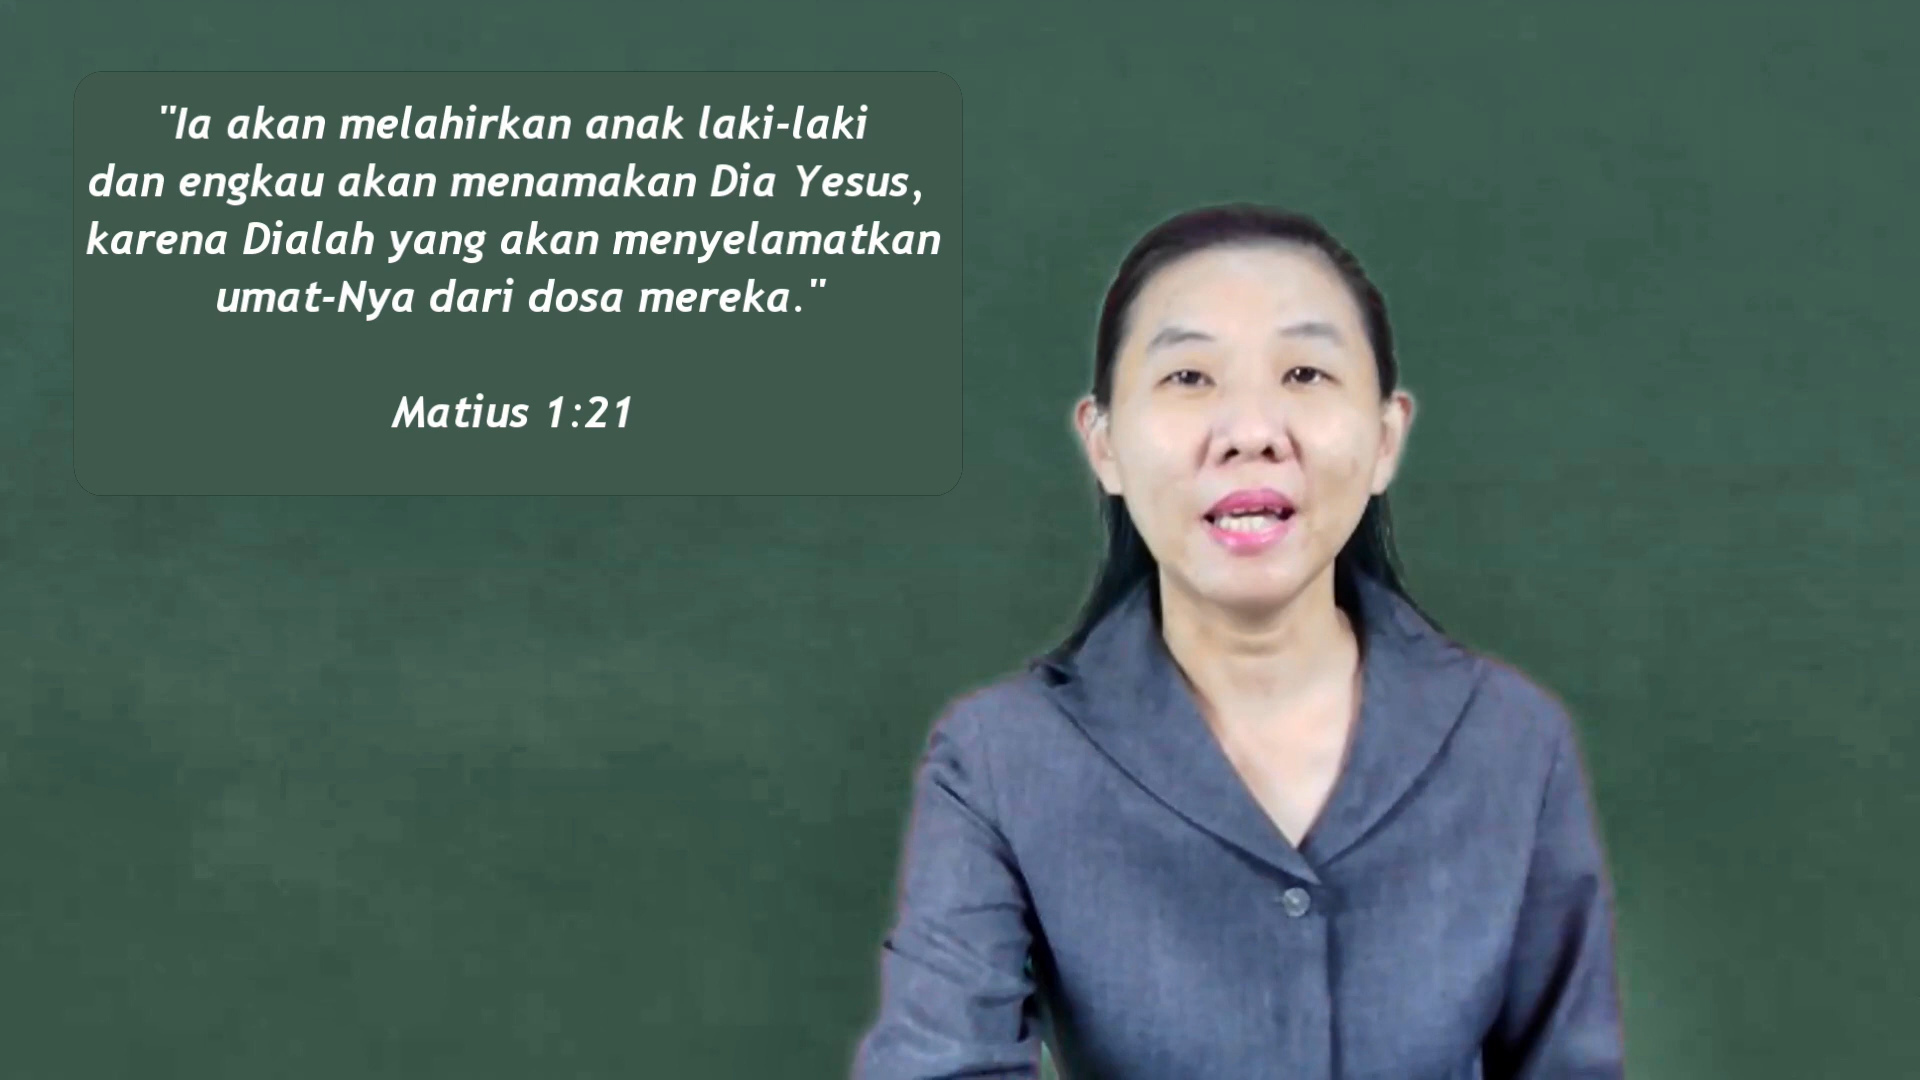 "Ia akan melahirkan anak laki-laki
dan engkau akan menamakan Dia Yesus,
karena Dialah yang akan menyelamatkan
umat-Nya dari dosa mereka."
Matius 1:21